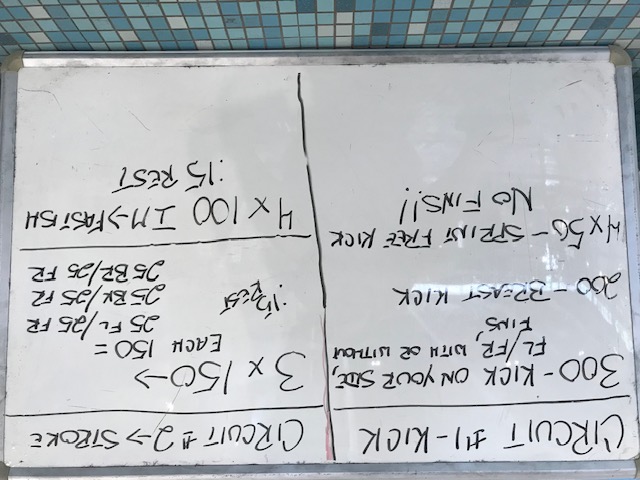 CIRCUIT #1-KICK
300-KICK ON YOUR SIDE,
FL/FR, WITH OR WITHOUT
FINS
200-BREAST KICK
4x50-SPRINT FREE KICK
NO FINS!!
CIRCUIT #2→STROKE
3 x 150→
EACH 150=
25 FL/25 FR
:15 REST
25 BK/25 FR
25 BR/25 FR
4 x 100 IM→FASTISH
:15 REST